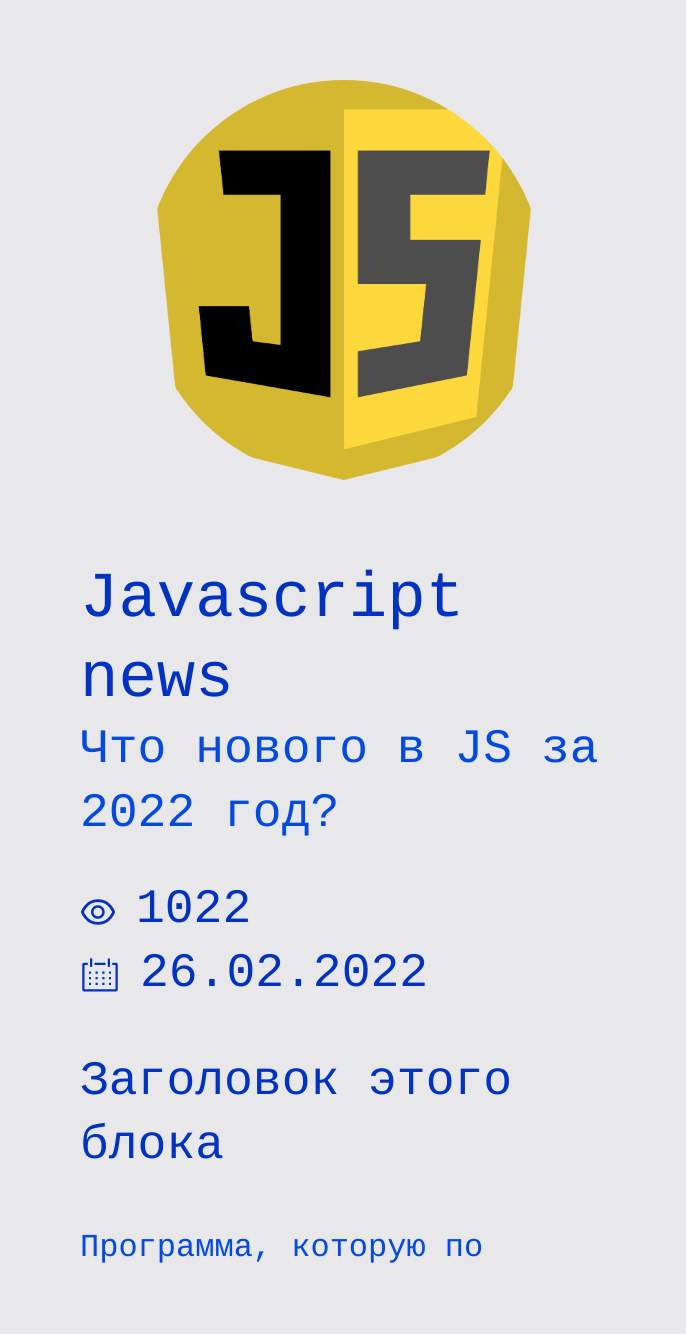 JS
Javascript
news
Что нового в JS за
2022 год?
1022
26.02.2022
Заголовок этого
блока
Программа, которую по